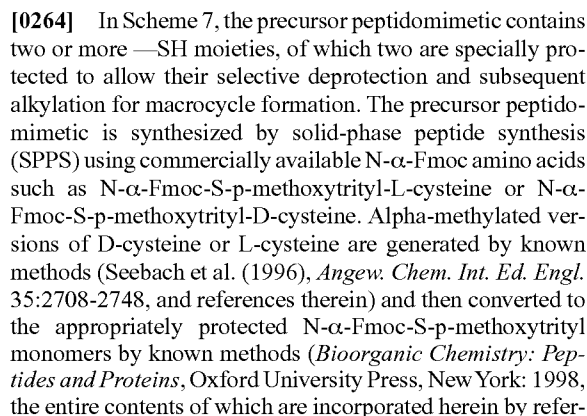 [0264] In Scheme 7, the precursor peptidomimetic contains
two or more —SH moieties, of which two are specially pro-
tected to allow their selective deprotection and subsequent
alkylation for macrocycle formation. The precursor peptido-
mimetic is synthesized by solid-phase peptide synthesis
(SPPS) using commercially available N-α-Fmoc amino acids
such as N-α-Fmoc-S-p-methoxytrityl-L-cysteine or N-α-
Fmoc-S-p-methoxytrityl-D-cysteine. Alpha-methylated ver-
sions of D-cysteine or L-cysteine are generated by known
methods (Seebach et al. (1996), Angew. Chem. Int. Ed. Engl.
35:2708-2748, and references therein) and then converted to
the appropriately protected N-α-Fmoc-S-p-methoxytrityl
monomers by known methods (Bioorganic Chemistry: Pep-
tides and Proteins, Oxford University Press, New York: 1998,
the entire contents of which are incorporated herein by refer-